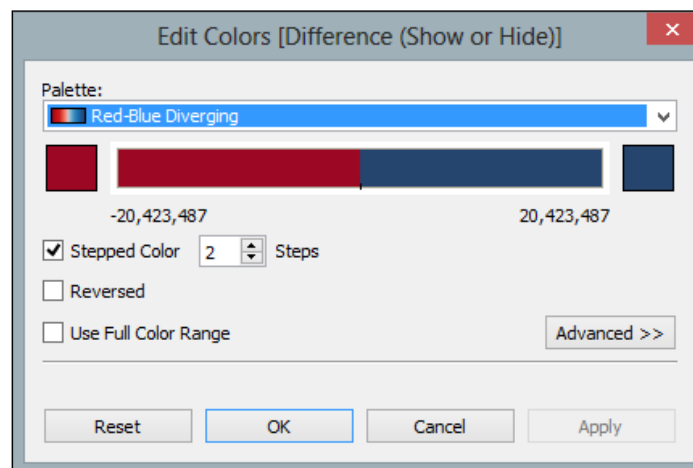 Edit Colors [Difference (Show or Hide)]
Palette:
Red-Blue Diverging
-20,423,487 20,423,487
Stepped Color 2 Steps
Reversed
Use Full Color Range Advanced >>
Reset OK Cancel Apply